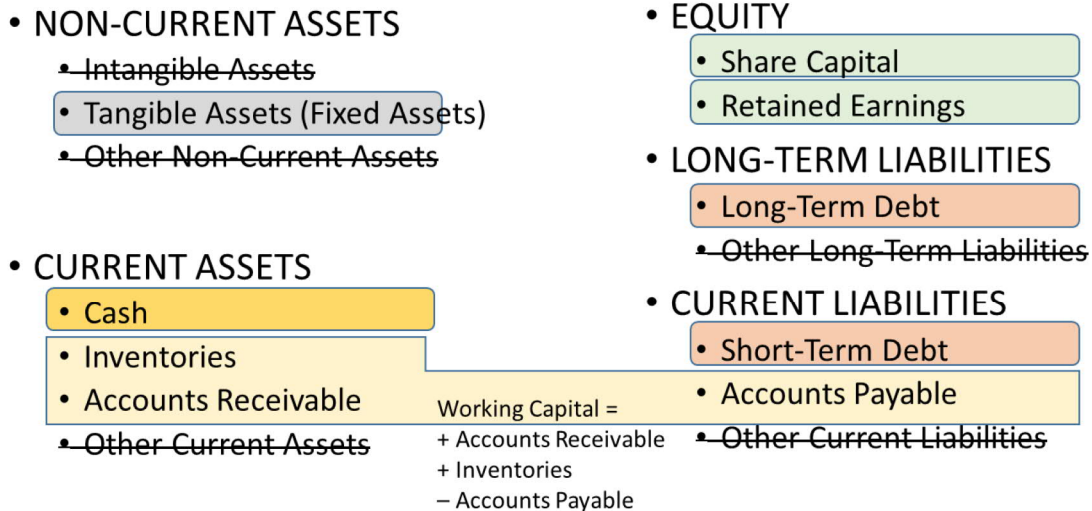 • NON-CURRENT ASSETS
• Intangible Assets
• Tangible Assets (Fixed Assets)
• Other Non-Current Assets
• CURRENT ASSETS
• Cash
• Inventories
• Accounts Receivable
• Other Current Assets
Working Capital =
+ Accounts Receivable
+ Inventories
– Accounts Payable
• EQUITY
• Share Capital
• Retained Earnings
• LONG-TERM LIABILITIES
• Long-Term Debt
• Other Long-Term Liabilities
• CURRENT LIABILITIES
• Short-Term Debt
• Accounts Payable
• Other Current Liabilities